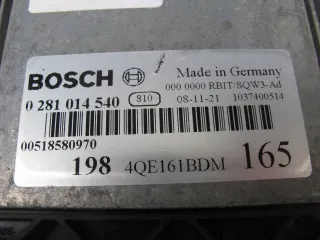 BOSCH Made in Germany
000 0000 RBIT/SQW3-Ad
0 281 014 540 810 08-11-21 1037400514
00518580970
198 4QE161BDM 165